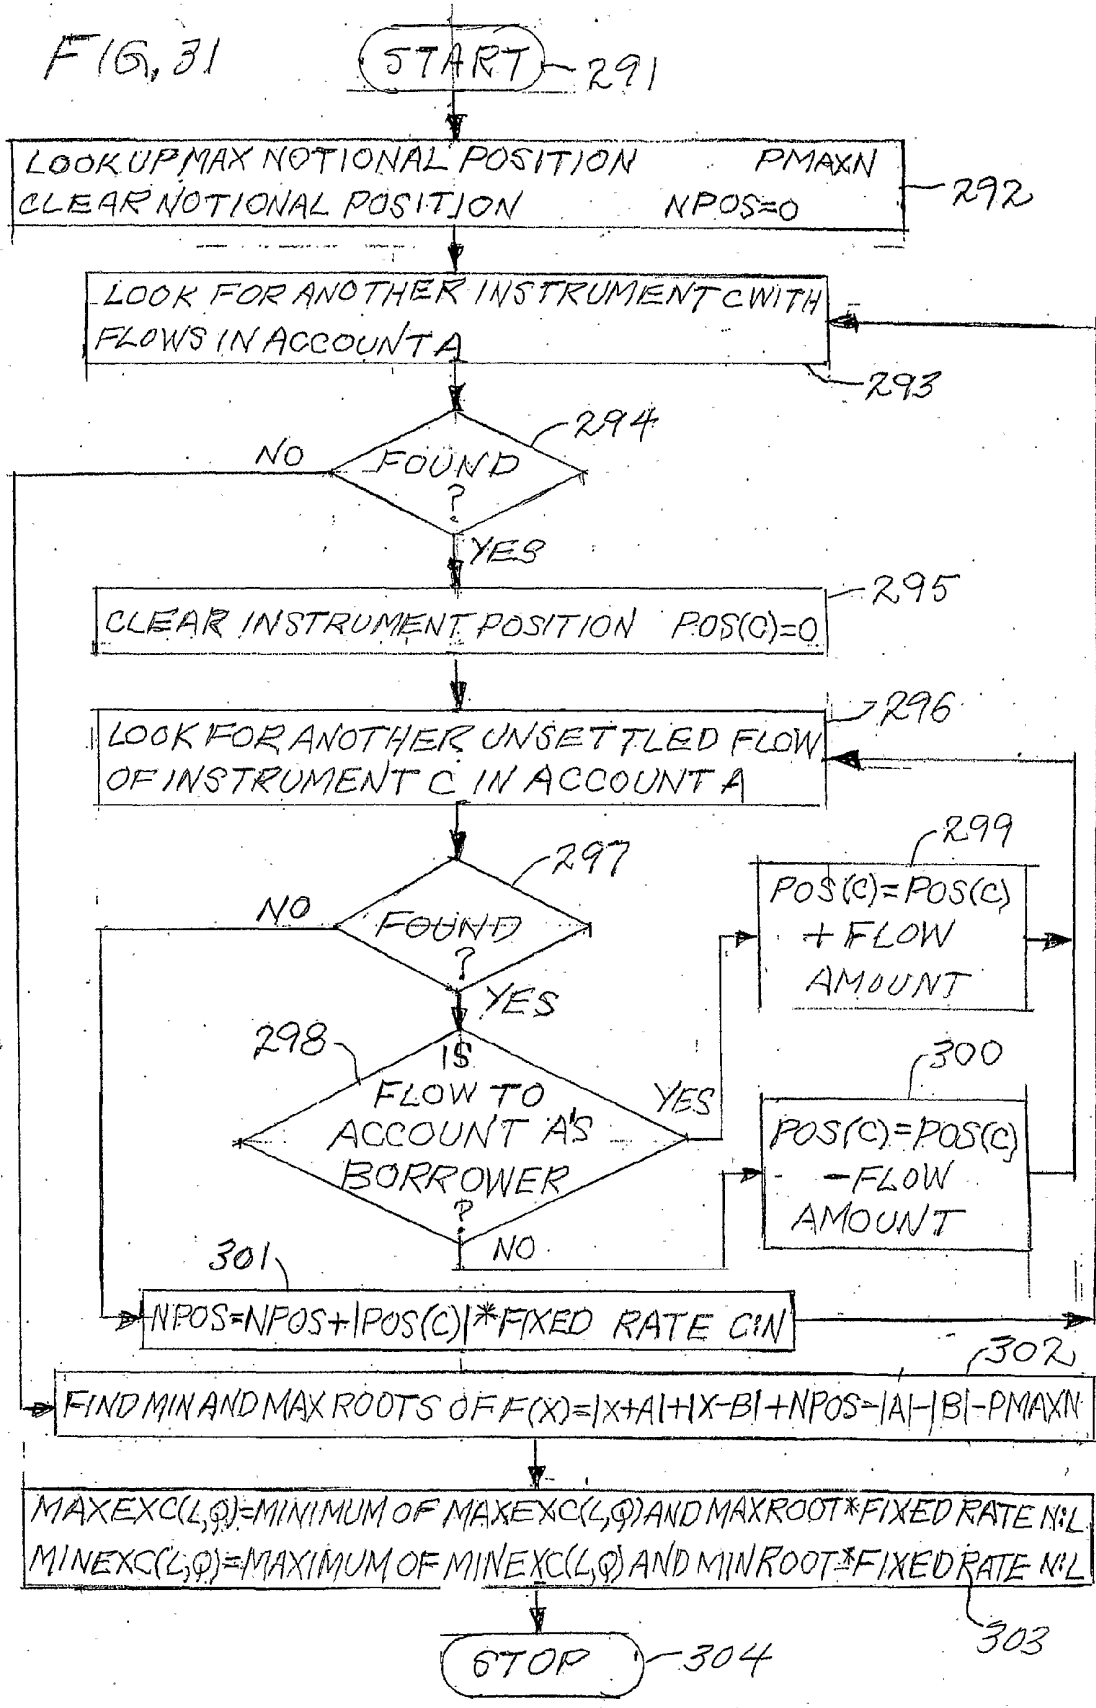 FIG. 31
START
291
LOOK UP MAX NOTIONAL POSITION PMAXN
CLEAR NOTIONAL POSITION NPOS=0
292
LOOK FOR ANOTHER INSTRUMENT C WITH
FLOWS IN ACCOUNT A
293
294
NO
FOUND
?
YES
295
CLEAR INSTRUMENT POSITION POS(C)=0
296
LOOK FOR ANOTHER UNSETTLED FLOW
OF INSTRUMENT C IN ACCOUNT A
297
299
NO
FOUND
?
YES
POS(C)=POS(C)
+ FLOW
AMOUNT
298
IS
FLOW TO
ACCOUNT A'S
BORROWER
?
YES
NO
300
POS(C)=POS(C)
-FLOW
AMOUNT
301
NPOS=NPOS+|POS(C)|*FIXED RATE C:N
302
FIND MIN AND MAX ROOTS OF F(X)=|X+A|+|X-B|+NPOS-|A|-|B|-PMAXN
MAXEXC(L,Q)=MINIMUM OF MAXEXC(L,Q) AND MAXROOT*FIXED RATE N:L
MINEXC(L,Q)=MAXIMUM OF MINEXC(L,Q) AND MINROOT*FIXED RATE N:L
303
STOP
304